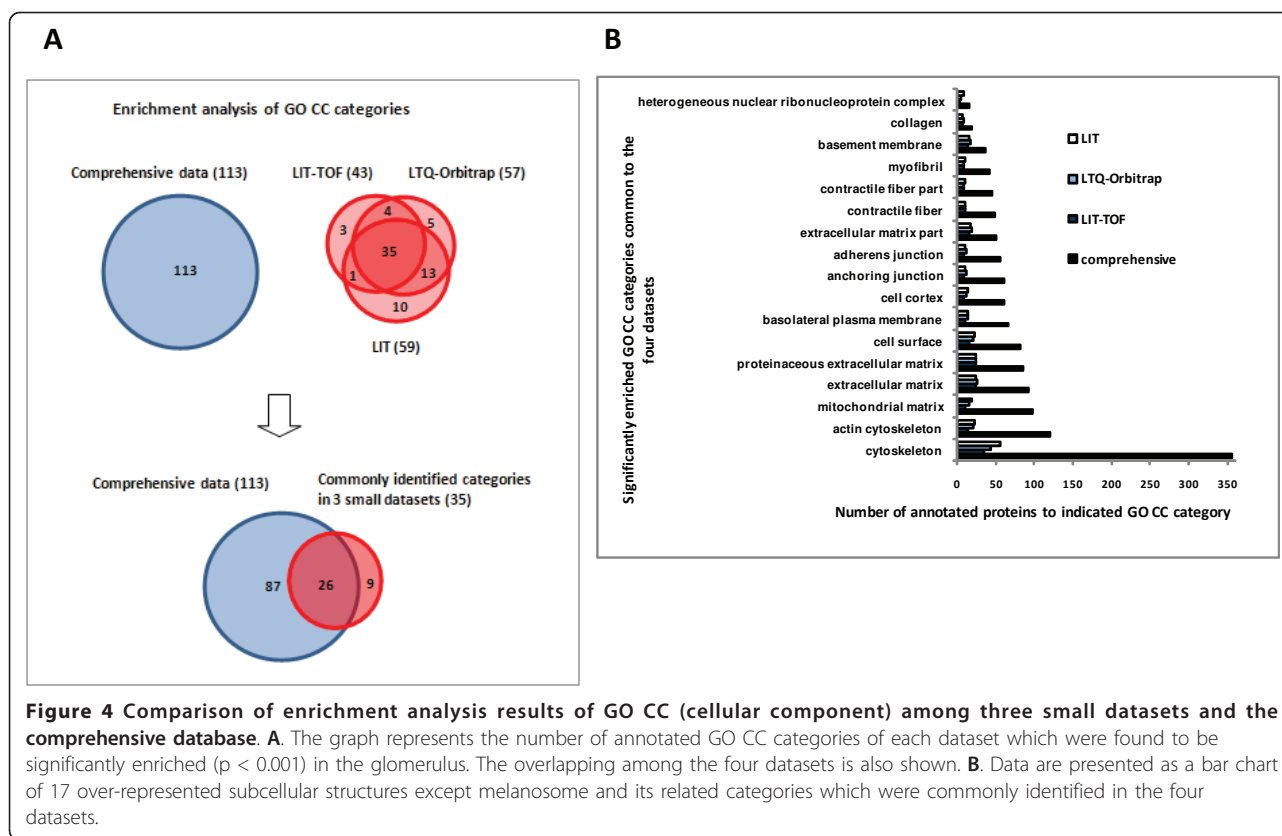 A
Enrichment analysis of GO CC categories
Comprehensive data (113)
LIT-TOF (43)
LTQ-Orbitrap (57)
113
3
4
5
35
1
13
10
LIT (59)
Comprehensive data (113)
Commonly identified categories
in 3 small datasets (35)
87
26
9
B
Significantly enriched GO CC categories common to the
four datasets
heterogeneous nuclear ribonucleoprotein complex
collagen
basement membrane
myofibril
contractile fiber part
contractile fiber
extracellular matrix part
adherens junction
anchoring junction
cell cortex
basolateral plasma membrane
cell surface
proteinaceous extracellular matrix
extracellular matrix
mitochondrial matrix
actin cytoskeleton
cytoskeleton
LIT
LTQ-Orbitrap
LIT-TOF
comprehensive
0 50 100 150 200 250 300 350
Number of annotated proteins to indicated GO CC category
Figure 4 Comparison of enrichment analysis results of GO CC (cellular component) among three small datasets and the
comprehensive database. A. The graph represents the number of annotated GO CC categories of each dataset which were found to be
significantly enriched (p < 0.001) in the glomerulus. The overlapping among the four datasets is also shown. B. Data are presented as a bar chart
of 17 over-represented subcellular structures except melanosome and its related categories which were commonly identified in the four
datasets.